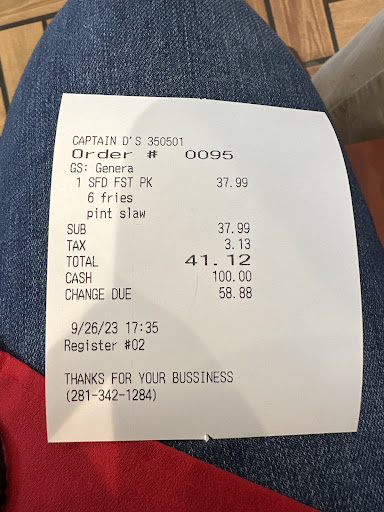 CAPTAIN D'S 350501
Order # 0095
GS: Genera
1 SFD FST PK 37.99
6 fries
pint slaw
SUB 37.99
TAX 3.13
TOTAL 41.12
CASH 100.00
CHANGE DUE 58.88
9/26/23 17:35
Register #02
THANKS FOR YOUR BUSSINESS
(281-342-1284)